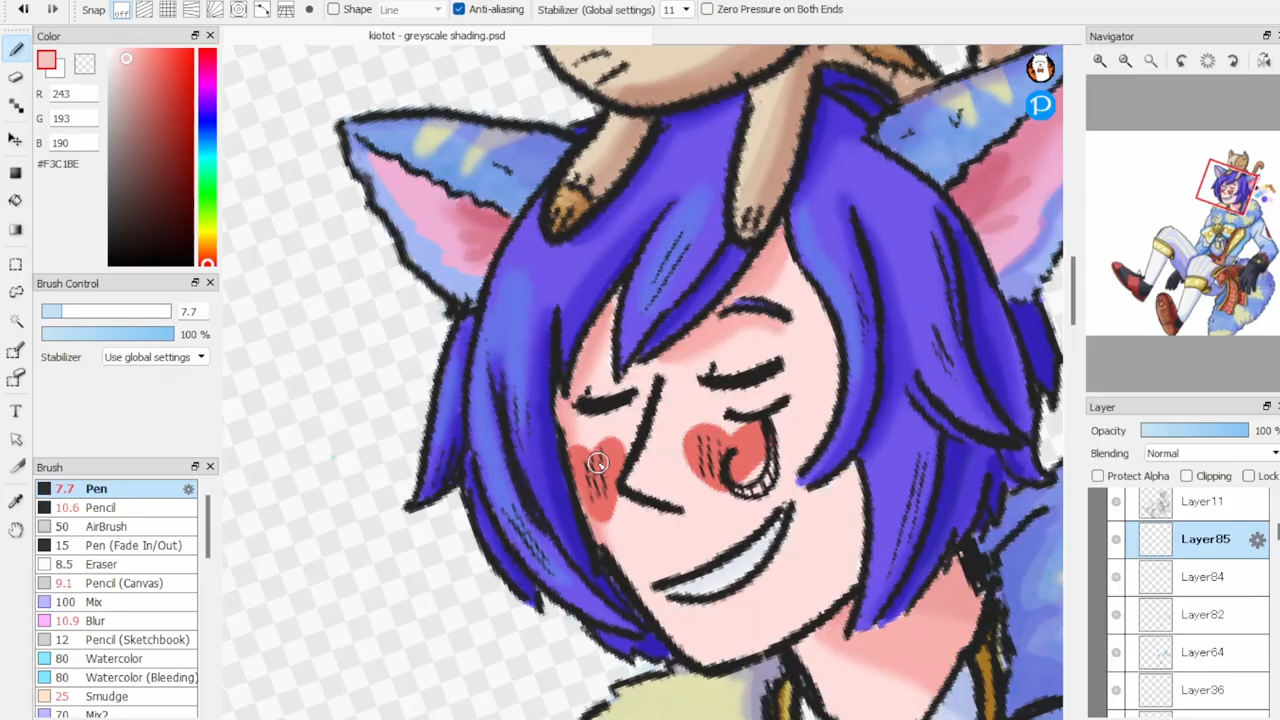 Snap
Shape
Line
Anti-aliasing
Stabilizer (Global settings)
11
Zero Pressure on Both Ends
Color
kiotot - greyscale shading.psd
Navigator
R
243
G
193
B
190
#F3C1BE
Brush Control
7.7
100 %
Stabilizer
Use global settings
Brush
7.7 Pen
10.6 Pencil
50 AirBrush
15 Pen (Fade In/Out)
8.5 Eraser
9.1 Pencil (Canvas)
100 Mix
10.9 Blur
12 Pencil (Sketchbook)
80 Watercolor
80 Watercolor (Bleeding)
25 Smudge
70 Mix2
P
Layer
Opacity
100 %
Blending
Normal
Protect Alpha
Clipping
Lock
Layer11
Layer85
Layer84
Layer82
Layer64
Layer36